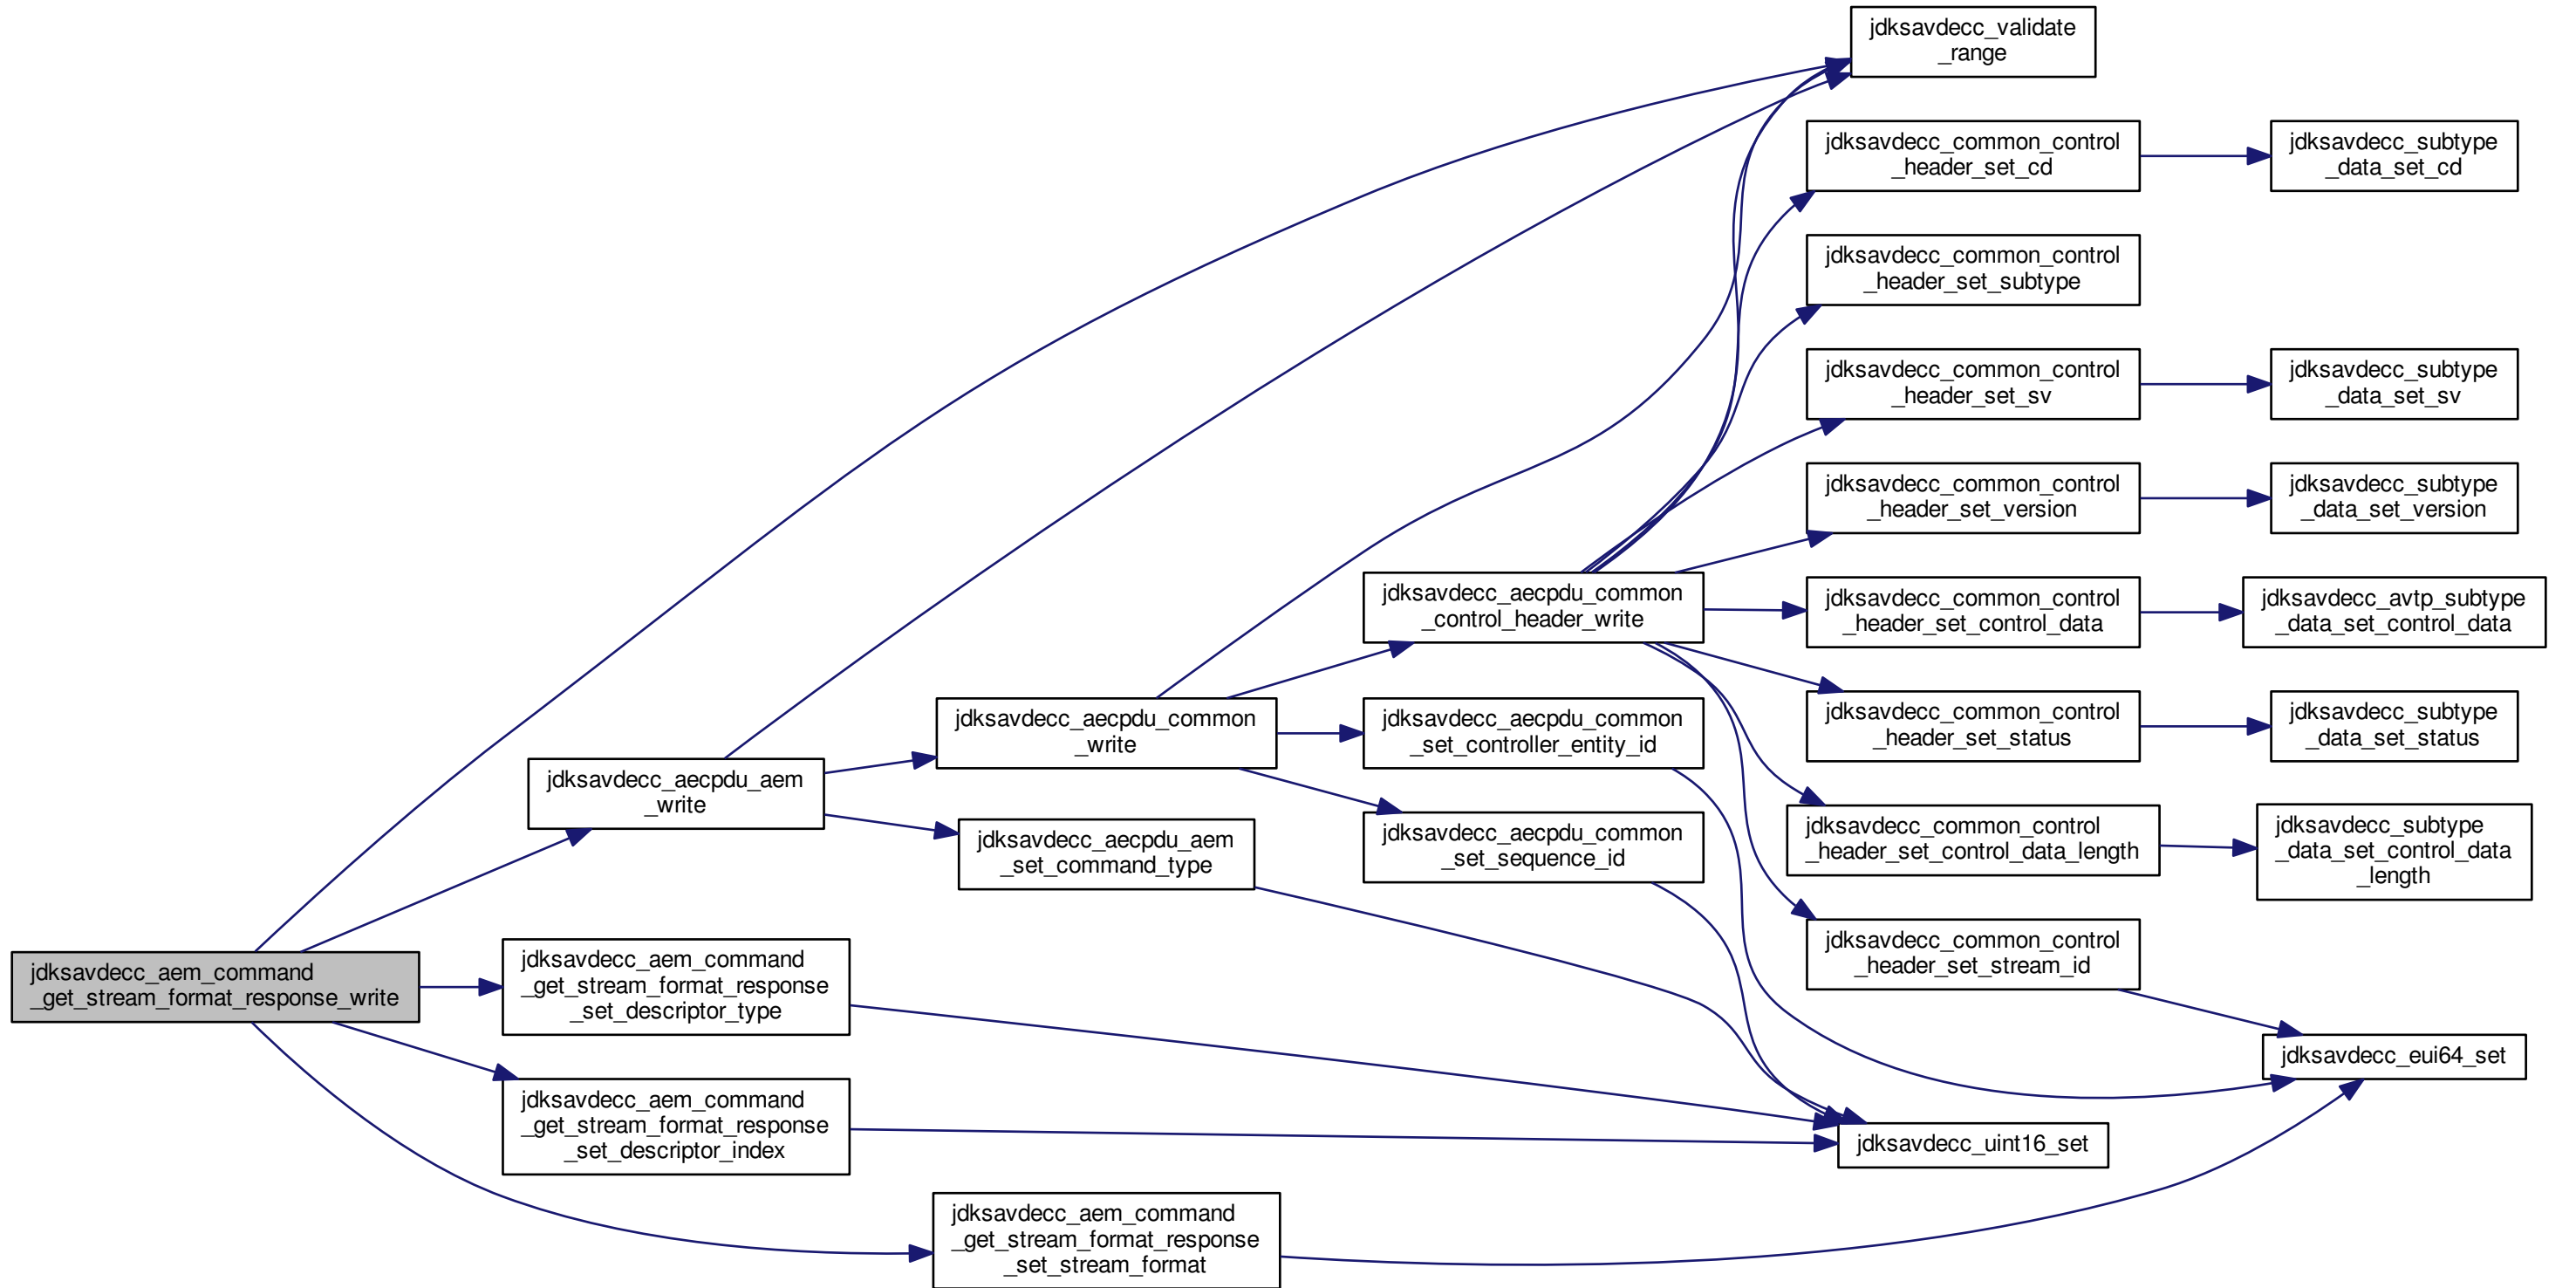 jdksavdecc_aem_command
_get_stream_format_response_write
jdksavdecc_aecpdu_aem
_write
jdksavdecc_aem_command
_get_stream_format_response
_set_descriptor_type
jdksavdecc_aem_command
_get_stream_format_response
_set_descriptor_index
jdksavdecc_aecpdu_common
_write
jdksavdecc_aecpdu_aem
_set_command_type
jdksavdecc_aem_command
_get_stream_format_response
_set_stream_format
jdksavdecc_aecpdu_common
_control_header_write
jdksavdecc_aecpdu_common
_set_controller_entity_id
jdksavdecc_aecpdu_common
_set_sequence_id
jdksavdecc_validate
_range
jdksavdecc_common_control
_header_set_cd
jdksavdecc_common_control
_header_set_subtype
jdksavdecc_common_control
_header_set_sv
jdksavdecc_common_control
_header_set_version
jdksavdecc_common_control
_header_set_control_data
jdksavdecc_common_control
_header_set_status
jdksavdecc_common_control
_header_set_control_data_length
jdksavdecc_common_control
_header_set_stream_id
jdksavdecc_uint16_set
jdksavdecc_subtype
_data_set_cd
jdksavdecc_subtype
_data_set_sv
jdksavdecc_subtype
_data_set_version
jdksavdecc_avtp_subtype
_data_set_control_data
jdksavdecc_subtype
_data_set_status
jdksavdecc_subtype
_data_set_control_data
_length
jdksavdecc_eui64_set